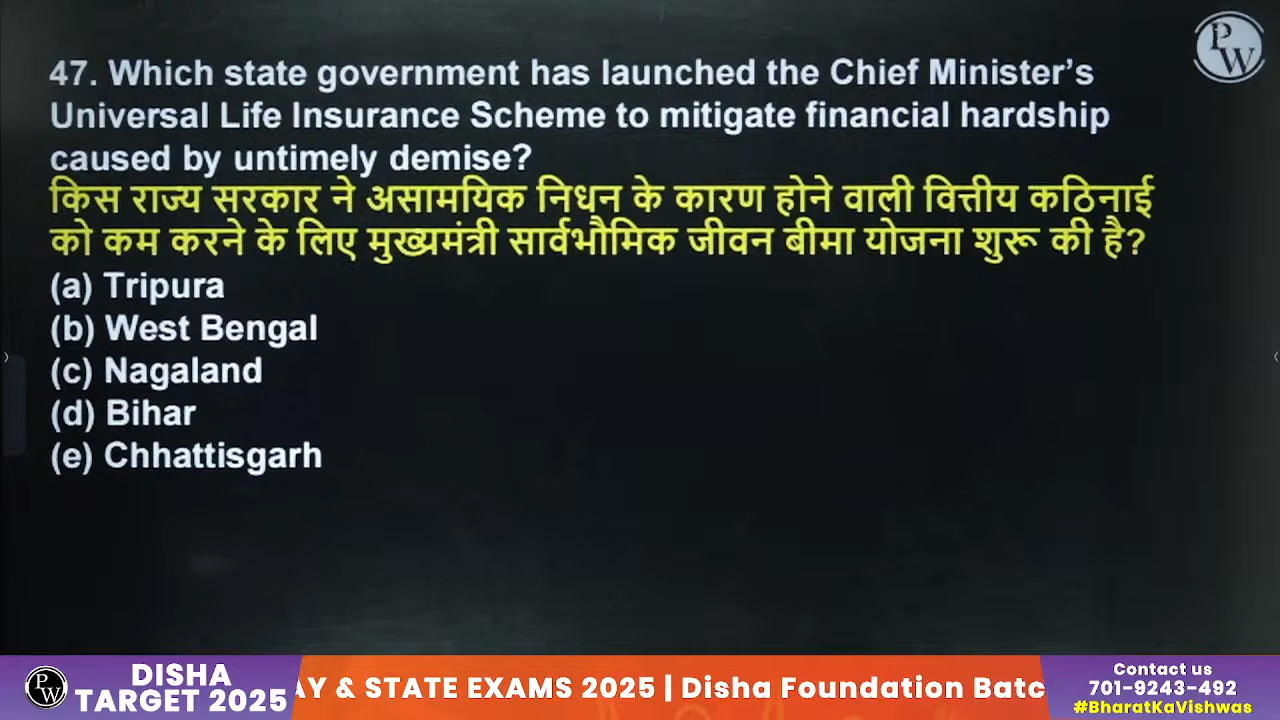 PW
47. Which state government has launched the Chief Minister's
Universal Life Insurance Scheme to mitigate financial hardship
caused by untimely demise?
किस राज्य सरकार ने असामयिक निधन के कारण होने वाली वित्तीय कठिनाई
को कम करने के लिए मुख्यमंत्री सार्वभौमिक जीवन बीमा योजना शुरू की है?
(a) Tripura
(b) West Bengal
(c) Nagaland
(d) Bihar
(e) Chhattisgarh
PW
DISHA
TARGET 2025
AY & STATE EXAMS 2025 | Disha Foundation Batc
Contact us
701-9243-492
#BharatKaVishwas